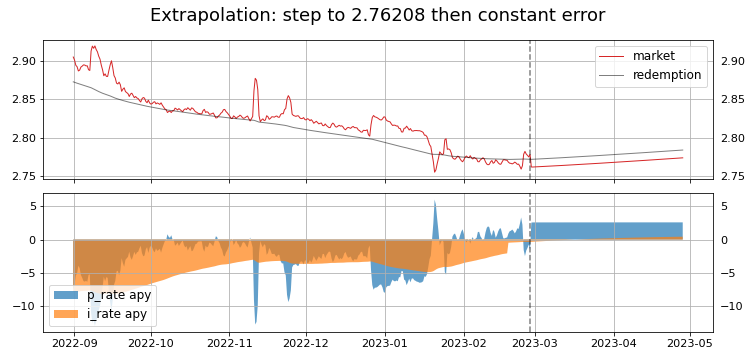 Extrapolation: step to 2.76208 then constant error
2.90 2.90
2.85 2.85
2.80 2.80
2.75 2.75
market
redemption
5 5
0 0
−5 −5
−10 −10
p_rate apy
i_rate apy
2022-09 2022-10 2022-11 2022-12 2023-01 2023-02 2023-03 2023-04 2023-05